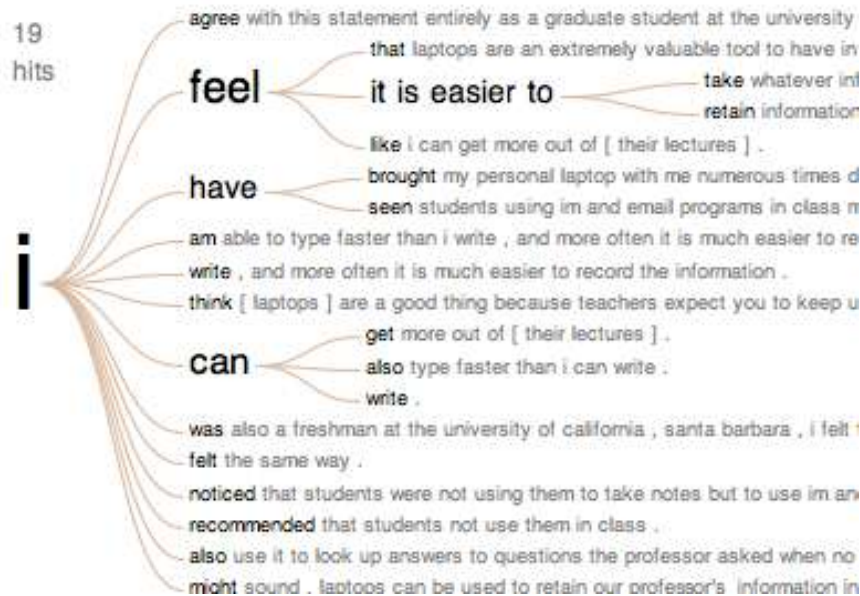 19
hits
i
agree with this statement entirely as a graduate student at the university
feel
that laptops are an extremely valuable tool to have in
it is easier to
take whatever inf
retain information
like i can get more out of [ their lectures ] .
have
brought my personal laptop with me numerous times d
seen students using im and email programs in class m
am able to type faster than i write , and more often it is much easier to re
write , and more often it is much easier to record the information .
think [ laptops ] are a good thing because teachers expect you to keep u
can
get more out of [ their lectures ] .
also type faster than i can write .
write .
was also a freshman at the university of california , santa barbara , i felt t
felt the same way .
noticed that students were not using them to take notes but to use im and
recommended that students not use them in class .
also use it to look up answers to questions the professor asked when no
might sound , laptops can be used to retain our professor's information in